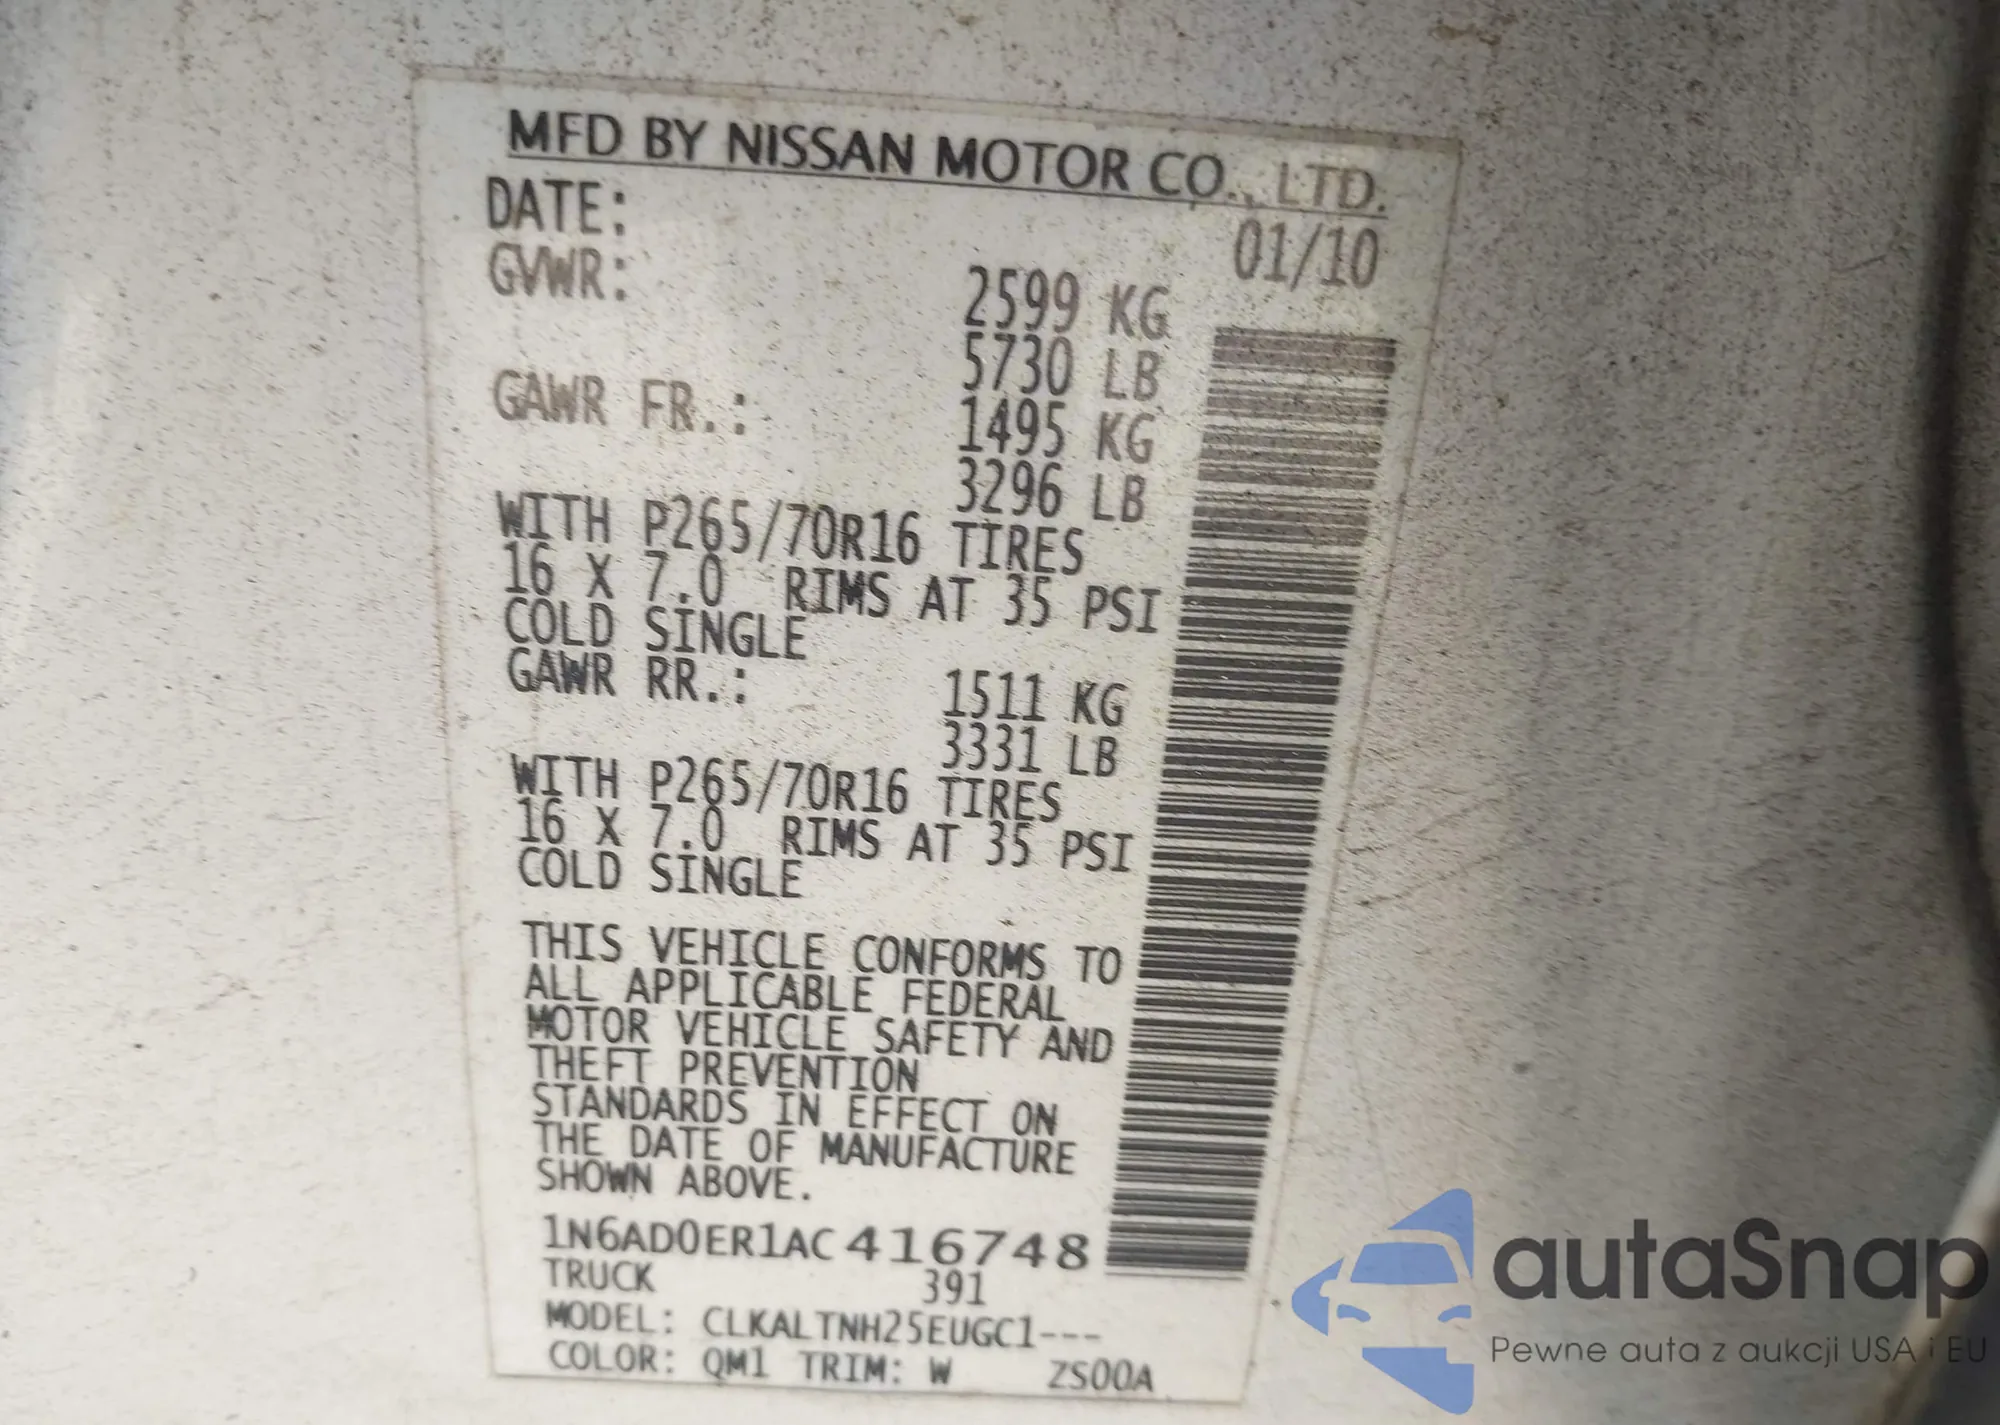 MFD BY NISSAN MOTOR CO., LTD.
DATE: 01/10
GVWR: 2599 KG
5730 LB
GAWR FR.: 1495 KG
3296 LB
WITH P265/70R16 TIRES
16 X 7.0 RIMS AT 35 PSI
COLD SINGLE
GAWR RR.: 1511 KG
3331 LB
WITH P265/70R16 TIRES
16 X 7.0 RIMS AT 35 PSI
COLD SINGLE
THIS VEHICLE CONFORMS TO
ALL APPLICABLE FEDERAL
MOTOR VEHICLE SAFETY AND
THEFT PREVENTION
STANDARDS IN EFFECT ON
THE DATE OF MANUFACTURE
SHOWN ABOVE.
1N6AD0ER1AC416748
TRUCK 391
MODEL: CLKALTNH25EUGC1---
COLOR: QM1 TRIM: W ZS00A
autaSnap
Pewne auta z aukcji USA i EU